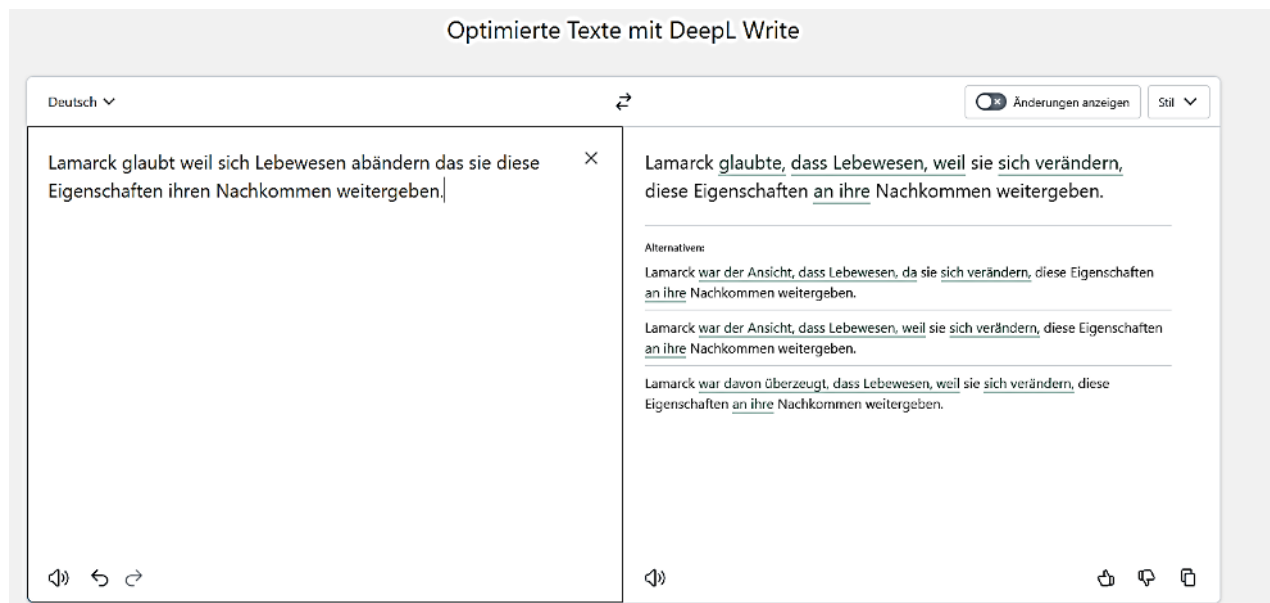 Optimierte Texte mit DeepL Write
Deutsch
Änderungen anzeigen
Stil
Lamarck glaubt weil sich Lebewesen abändern das sie diese
Eigenschaften ihren Nachkommen weitergeben.
Lamarck glaubte, dass Lebewesen, weil sie sich verändern,
diese Eigenschaften an ihre Nachkommen weitergeben.
Alternativen:
Lamarck war der Ansicht, dass Lebewesen, da sie sich verändern, diese Eigenschaften
an ihre Nachkommen weitergeben.
Lamarck war der Ansicht, dass Lebewesen, weil sie sich verändern, diese Eigenschaften
an ihre Nachkommen weitergeben.
Lamarck war davon überzeugt, dass Lebewesen, weil sie sich verändern, diese
Eigenschaften an ihre Nachkommen weitergeben.